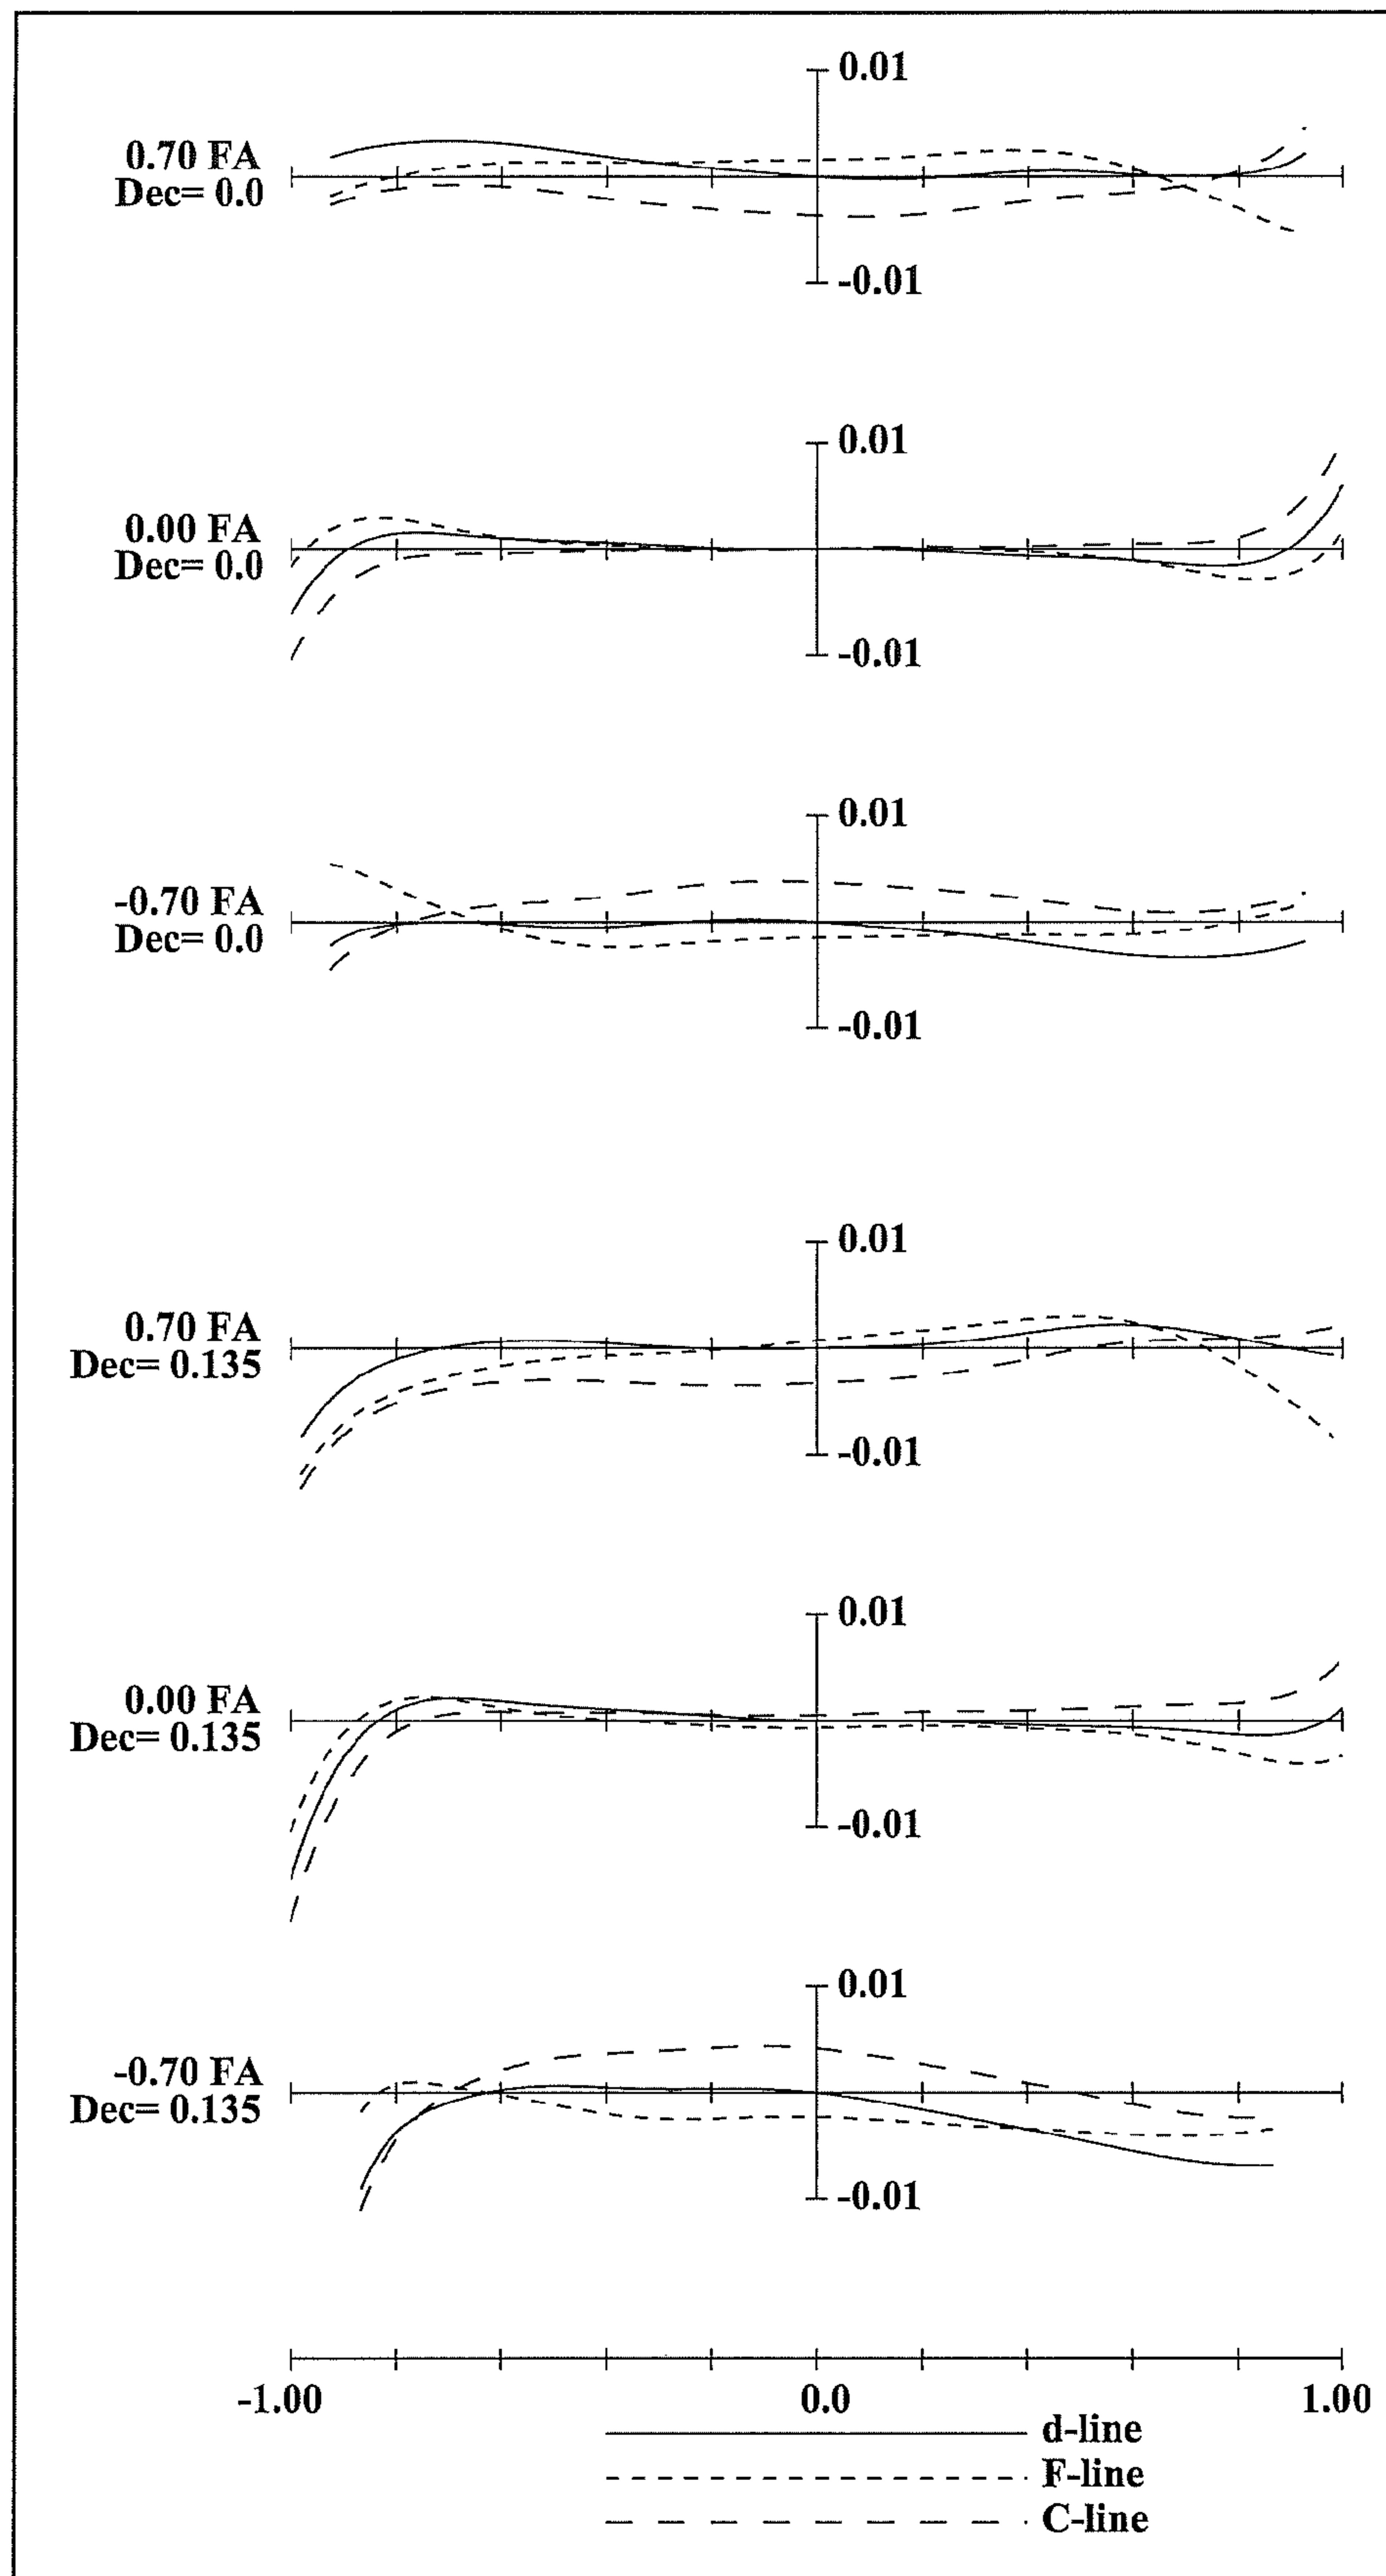 0.01
0.70 FA
Dec= 0.0
-0.01
0.01
0.00 FA
Dec= 0.0
-0.01
0.01
-0.70 FA
Dec= 0.0
-0.01
0.01
0.70 FA
Dec= 0.135
-0.01
0.01
0.00 FA
Dec= 0.135
-0.01
0.01
-0.70 FA
Dec= 0.135
-0.01
-1.00 0.0 1.00
d-line
F-line
C-line